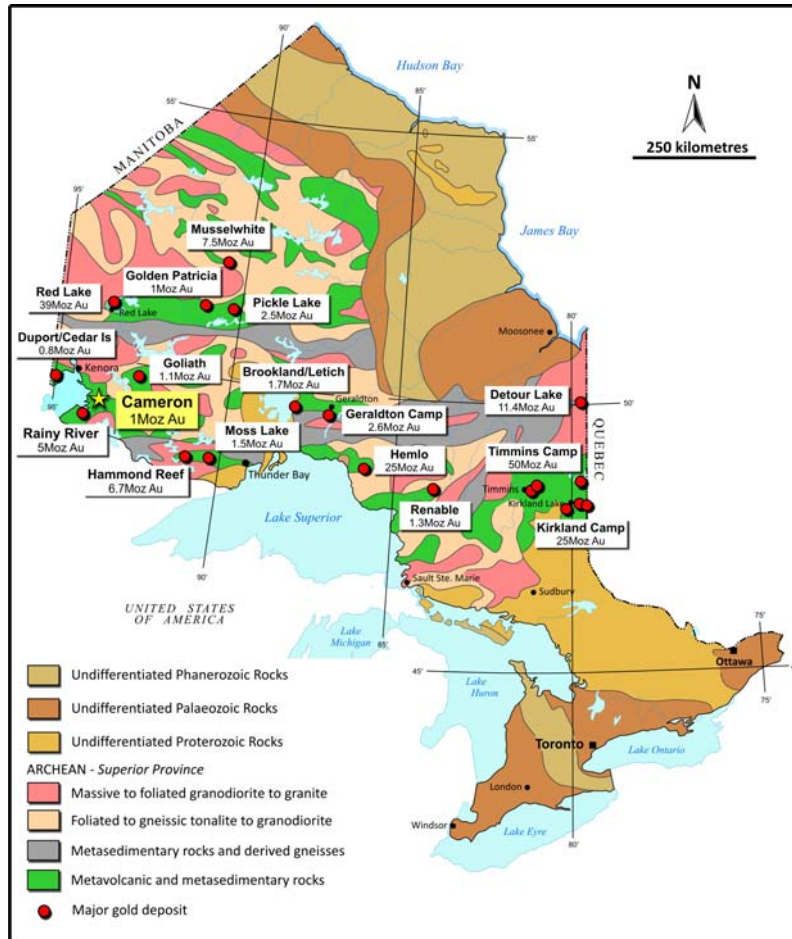 90'
Hudson Bay
85'
N
55'
55'
250 kilometres
MANITOBA
95'
James Bay
Musselwhite
7.5Moz Au
Golden Patricia
1Moz Au
Red Lake
39Moz Au
Red Lake
Pickle Lake
2.5Moz Au
80'
Moosonee
Duport/Cedar Is
0.8Moz Au
Kenora
Goliath
1.1Moz Au
Brookland/Letich
1.7Moz Au
Detour Lake
11.4Moz Au
50'
Cameron
1Moz Au
Geraldton
95'
Geraldton Camp
2.6Moz Au
QUEBEC
Rainy River
5Moz Au
Moss Lake
1.5Moz Au
Hemlo
25Moz Au
Timmins Camp
50Moz Au
Hammond Reef
6.7Moz Au
Thunder Bay
Timmins
Kirkland Lake
Renable
1.3Moz Au
Lake Superior
Kirkland Camp
25Moz Au
90'
Sault Ste. Marie
Sudbury
UNITED STATES
OF AMERICA
75'
Lake
Michigan
85'
Ottawa
45'
Undifferentiated Phanerozoic Rocks
Lake
Huron
75'
Undifferentiated Palaeozoic Rocks
Undifferentiated Proterozoic Rocks
Toronto
Lake Ontario
ARCHEAN - Superior Province
Massive to foliated granodiorite to granite
London
Foliated to gneissic tonalite to granodiorite
Windsor
Lake Eyre
Metasedimentary rocks and derived gneisses
80'
Metavolcanic and metasedimentary rocks
Major gold deposit